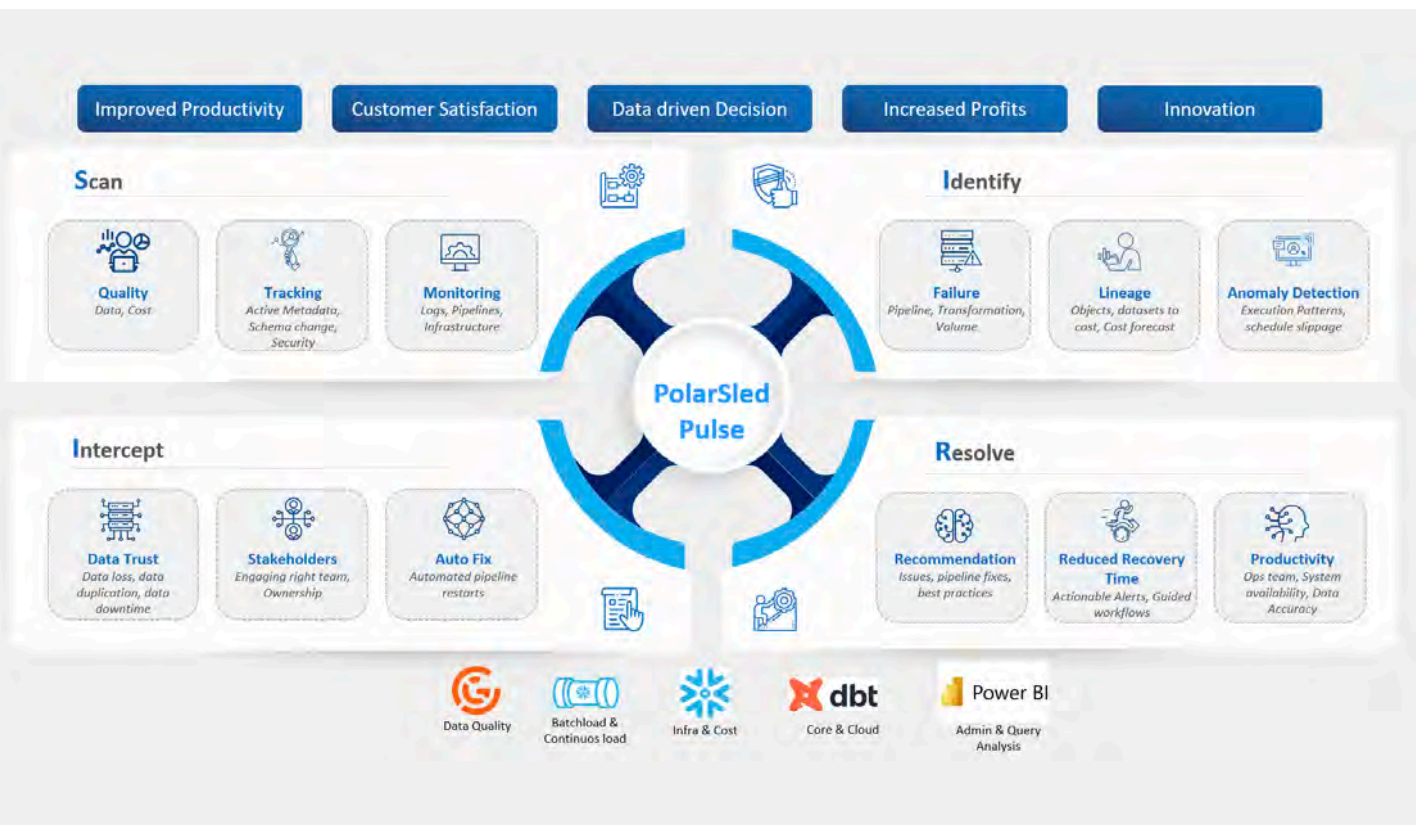 Improved Productivity
Customer Satisfaction
Data driven Decision
Increased Profits
Innovation
Scan
Quality
Data, Cost
Tracking
Active Metadata,
Schema change,
Security
Monitoring
Logs, Pipelines,
Infrastructure
Identify
Failure
Pipeline, Transformation,
Volume
Lineage
Objects, datasets to
cost, Cost forecast
Anomaly Detection
Execution Patterns,
schedule slippage
PolarSled
Pulse
Intercept
Data Trust
Data loss, data
duplication, data
downtime
Stakeholders
Engaging right team,
Ownership
Auto Fix
Automated pipeline
restarts
Resolve
Recommendation
Issues, pipeline fixes,
best practices
Reduced Recovery
Time
Actionable Alerts, Guided
workflows
Productivity
Ops team, System
availability, Data
Accuracy
Data Quality
Batchload &
Continuos load
Infra & Cost
dbt
Core & Cloud
Power BI
Admin & Query
Analysis